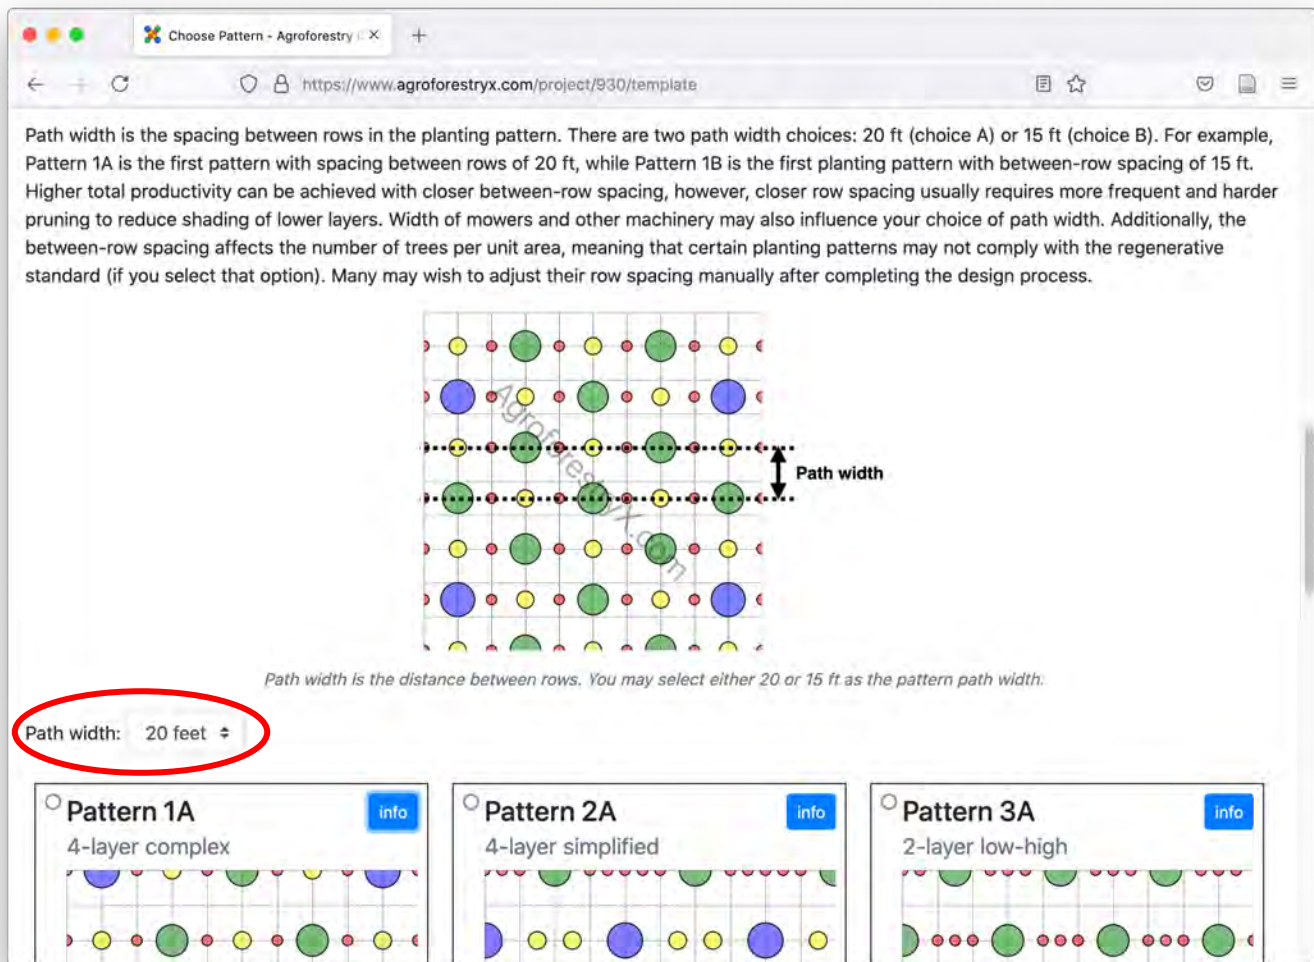 Choose Pattern - Agroforestry
https://www.agroforestryx.com/project/930/template
Path width is the spacing between rows in the planting pattern. There are two path width choices: 20 ft (choice A) or 15 ft (choice B). For example,
Pattern 1A is the first pattern with spacing between rows of 20 ft, while Pattern 1B is the first planting pattern with between-row spacing of 15 ft.
Higher total productivity can be achieved with closer between-row spacing, however, closer row spacing usually requires more frequent and harder
pruning to reduce shading of lower layers. Width of mowers and other machinery may also influence your choice of path width. Additionally, the
between-row spacing affects the number of trees per unit area, meaning that certain planting patterns may not comply with the regenerative
standard (if you select that option). Many may wish to adjust their row spacing manually after completing the design process.
AgroforestryX.com
Path width
Path width is the distance between rows. You may select either 20 or 15 ft as the pattern path width.
Path width: 20 feet
Pattern 1A info
4-layer complex
Pattern 2A info
4-layer simplified
Pattern 3A info
2-layer low-high